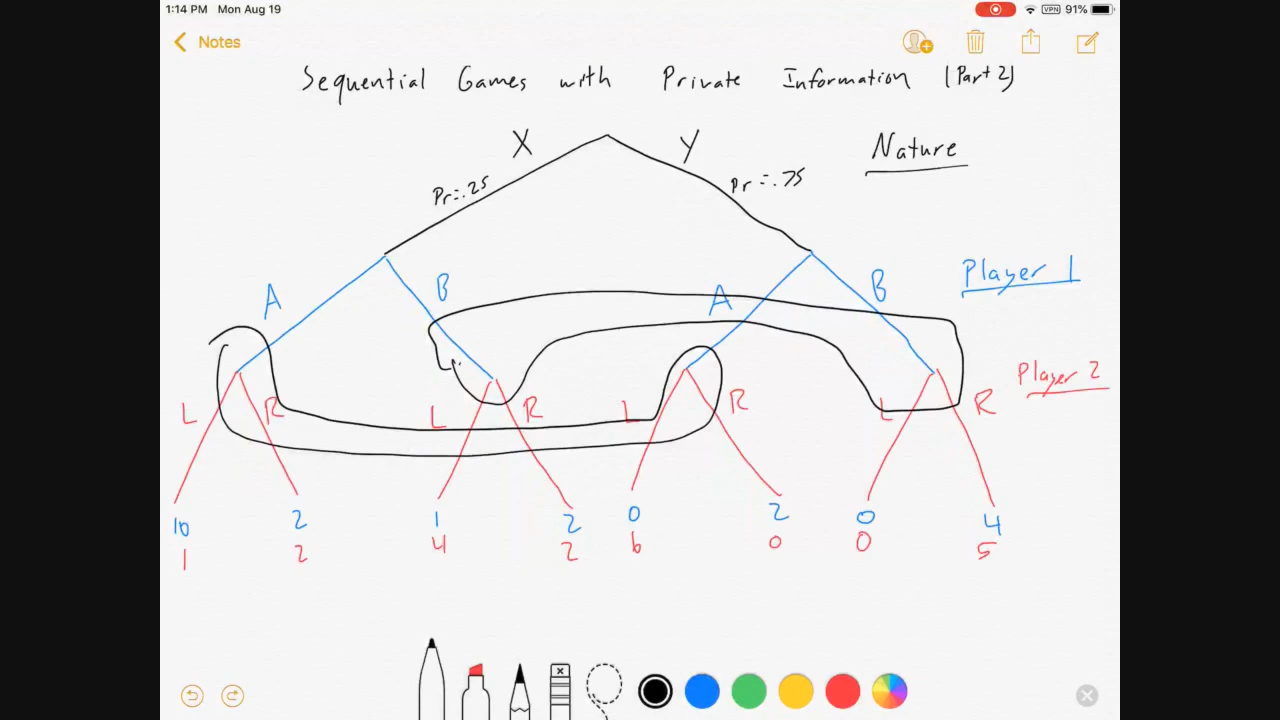 1:14 PM Mon Aug 19
VPN 91%
Notes
Sequential Games with Private Information (Part 2)
X Y Nature
Pr=.25 Pr=.75
A B A B Player 1
L R L R L R L R Player 2
10 2 1 2 0 2 0 4
1 2 4 2 6 0 0 5